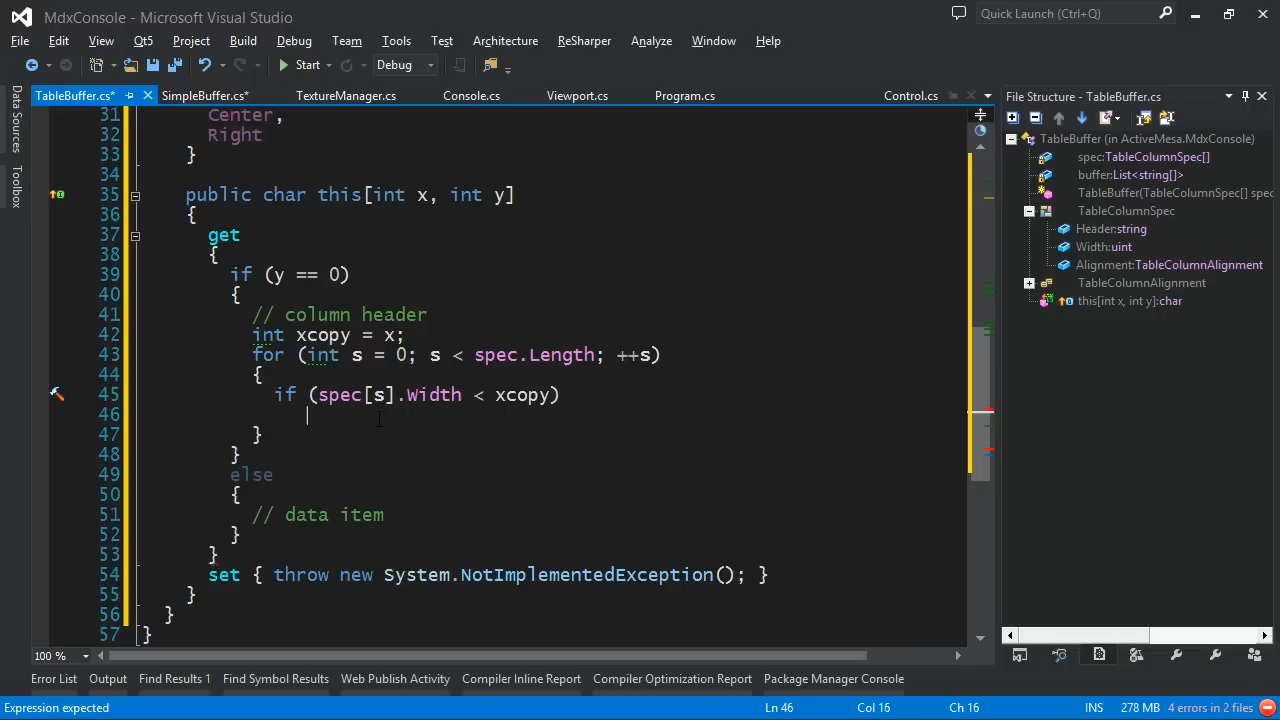 MdxConsole - Microsoft Visual Studio
Quick Launch (Ctrl+Q)
File Edit View Qt5 Project Build Debug Team Tools Test Architecture ReSharper Analyze Window Help
Start Debug
TableBuffer.cs* SimpleBuffer.cs* TextureManager.cs Console.cs Viewport.cs Program.cs Control.cs
File Structure - TableBuffer.cs
Data Sources
Toolbox
31 Center,
32 Right
33 }
34
35 public char this[int x, int y]
36 {
37 get
38 {
39 if (y == 0)
40 {
41 // column header
42 int xcopy = x;
43 for (int s = 0; s < spec.Length; ++s)
44 {
45 if (spec[s].Width < xcopy)
46
47 }
48 }
49 else
50 {
51 // data item
52 }
53 }
54 set { throw new System.NotImplementedException(); }
55 }
56 }
57 }
TableBuffer (in ActiveMesa.MdxConsole)
spec:TableColumnSpec[]
buffer:List<string[]>
TableBuffer(TableColumnSpec[] spec
TableColumnSpec
Header:string
Width:uint
Alignment:TableColumnAlignment
TableColumnAlignment
this[int x, int y]:char
100 %
Error List Output Find Results 1 Find Symbol Results Web Publish Activity Compiler Inline Report Compiler Optimization Report Package Manager Console
Expression expected Ln 46 Col 16 Ch 16 INS 278 MB 4 errors in 2 files